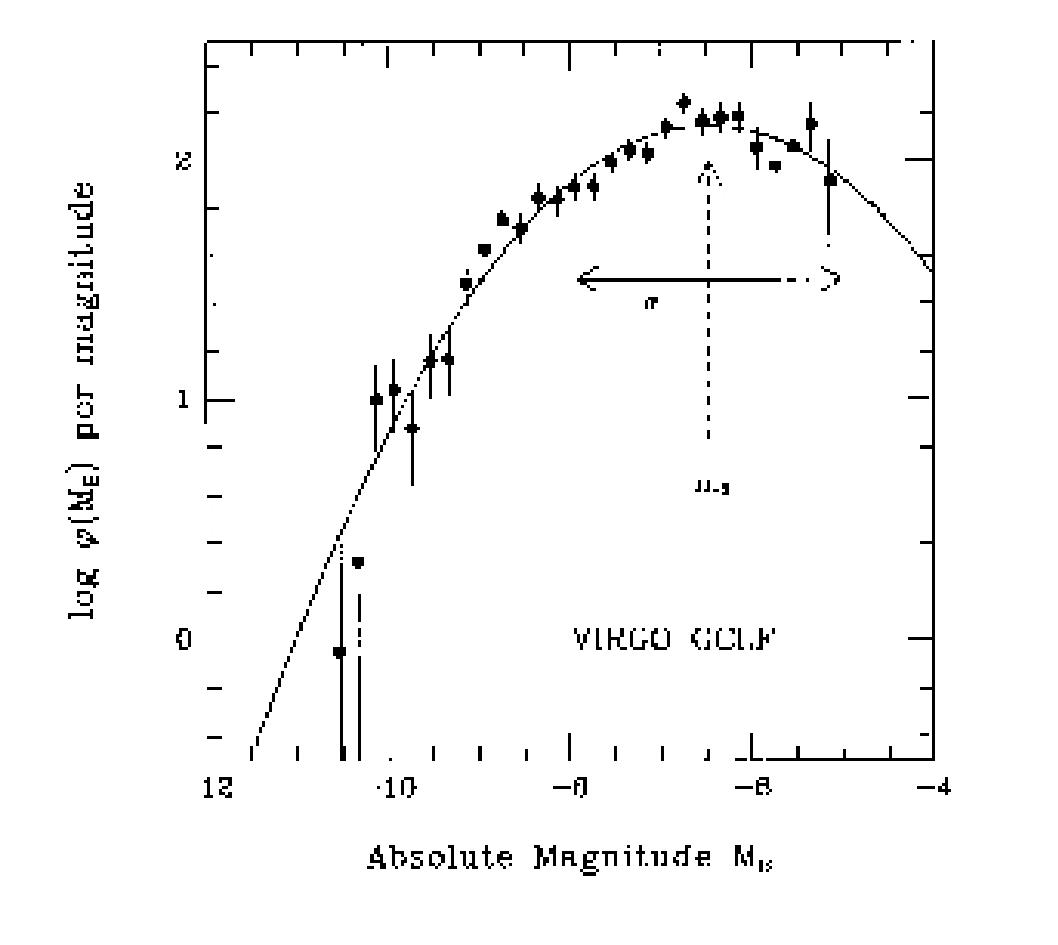 log φ(M_B) per magnitude
2
1
0
σ
VIRGO GCLF
12 -10 -8 -6 -4
Absolute Magnitude M_B